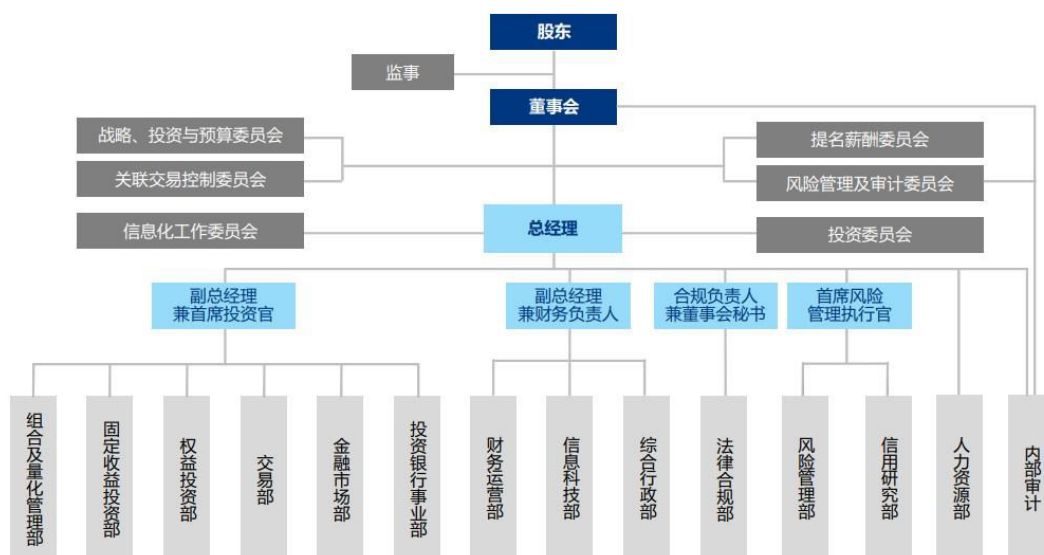 股东
监事
董事会
战略、投资与预算委员会
提名薪酬委员会
关联交易控制委员会
风险管理及审计委员会
信息化工作委员会
总经理
投资委员会
副总经理
兼首席投资官
副总经理
兼财务负责人
合规负责人
兼董事会秘书
首席风险
管理执行官
组合及量化管理部
固定收益投资部
权益投资部
交易部
金融市场部
投资银行事业部
财务运营部
信息科技部
综合行政部
法律合规部
风险管理部
信用研究部
人力资源部
内部审计